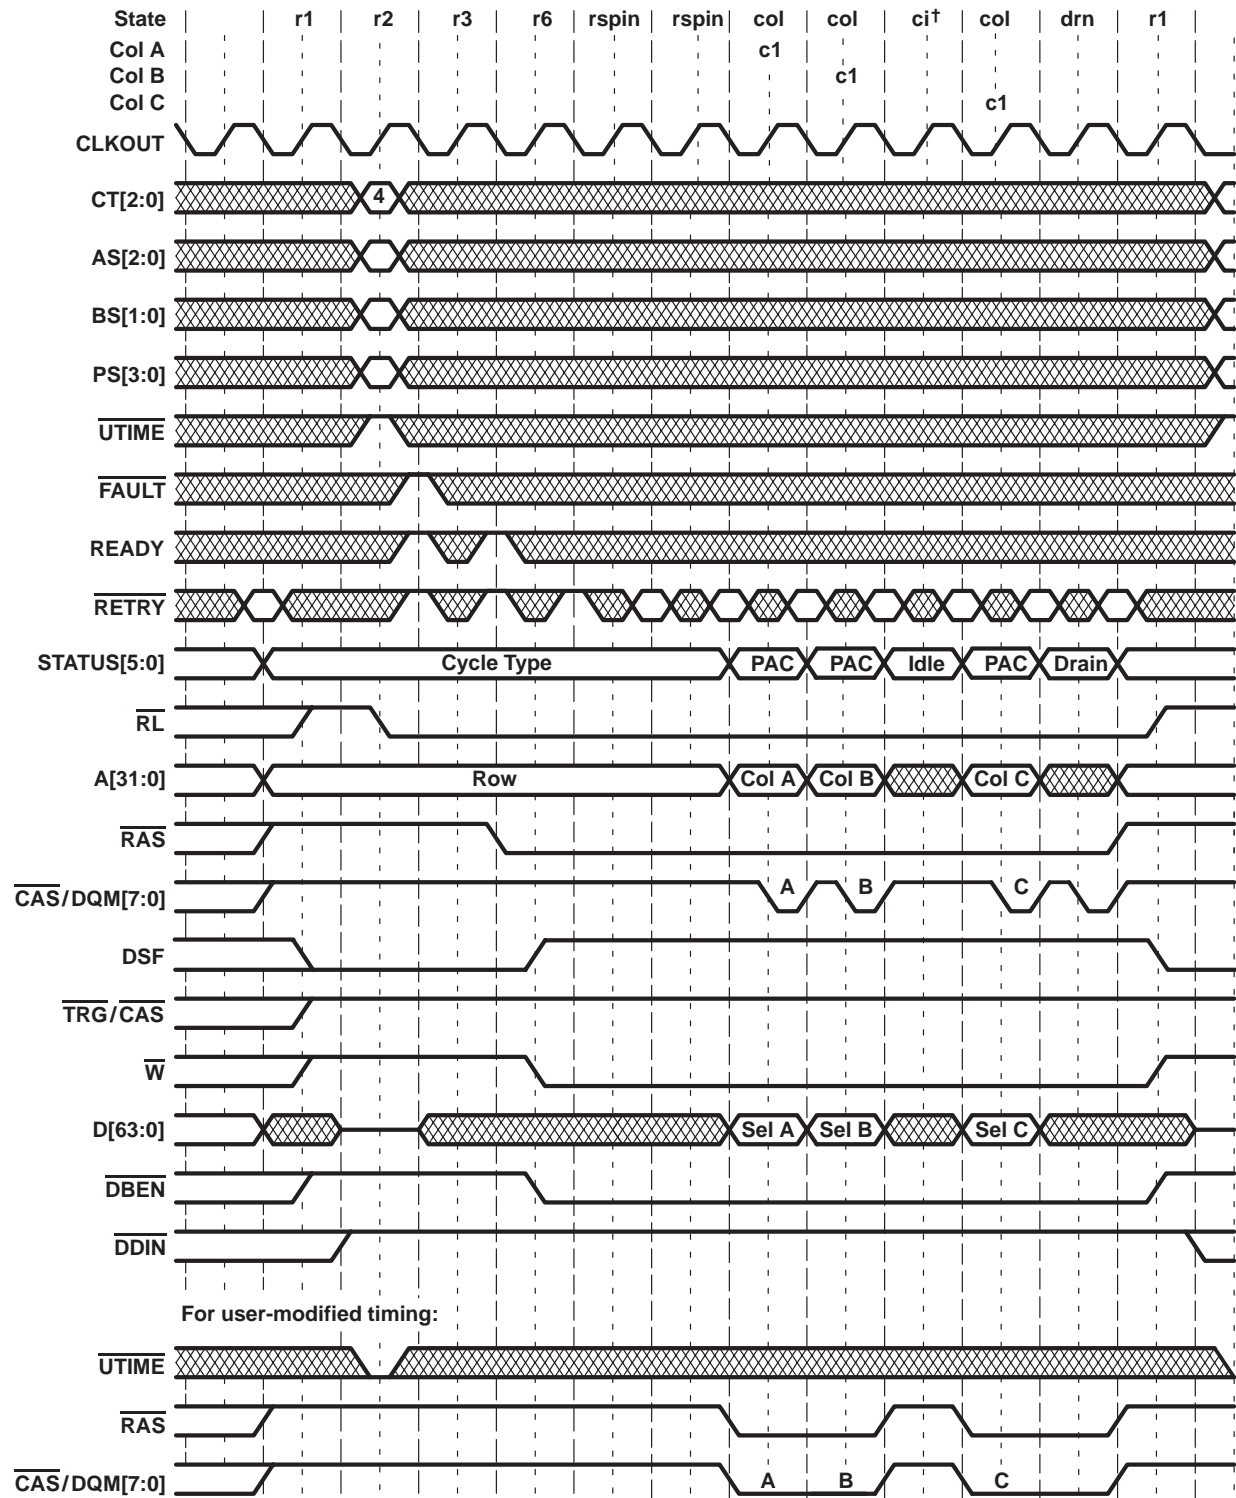 State r1 r2 r3 r6 rspin rspin col col ci† col drn r1
Col A c1
Col B c1
Col C c1
CLKOUT
CT[2:0] 4
AS[2:0]
BS[1:0]
PS[3:0]
UTIME
FAULT
READY
RETRY
STATUS[5:0] Cycle Type PAC PAC Idle PAC Drain
RL
A[31:0] Row Col A Col B Col C
RAS
CAS/DQM[7:0] A B C
DSF
TRG/CAS
W
D[63:0] Sel A Sel B Sel C
DBEN
DDIN
For user-modified timing:
UTIME
RAS
CAS/DQM[7:0] A B C